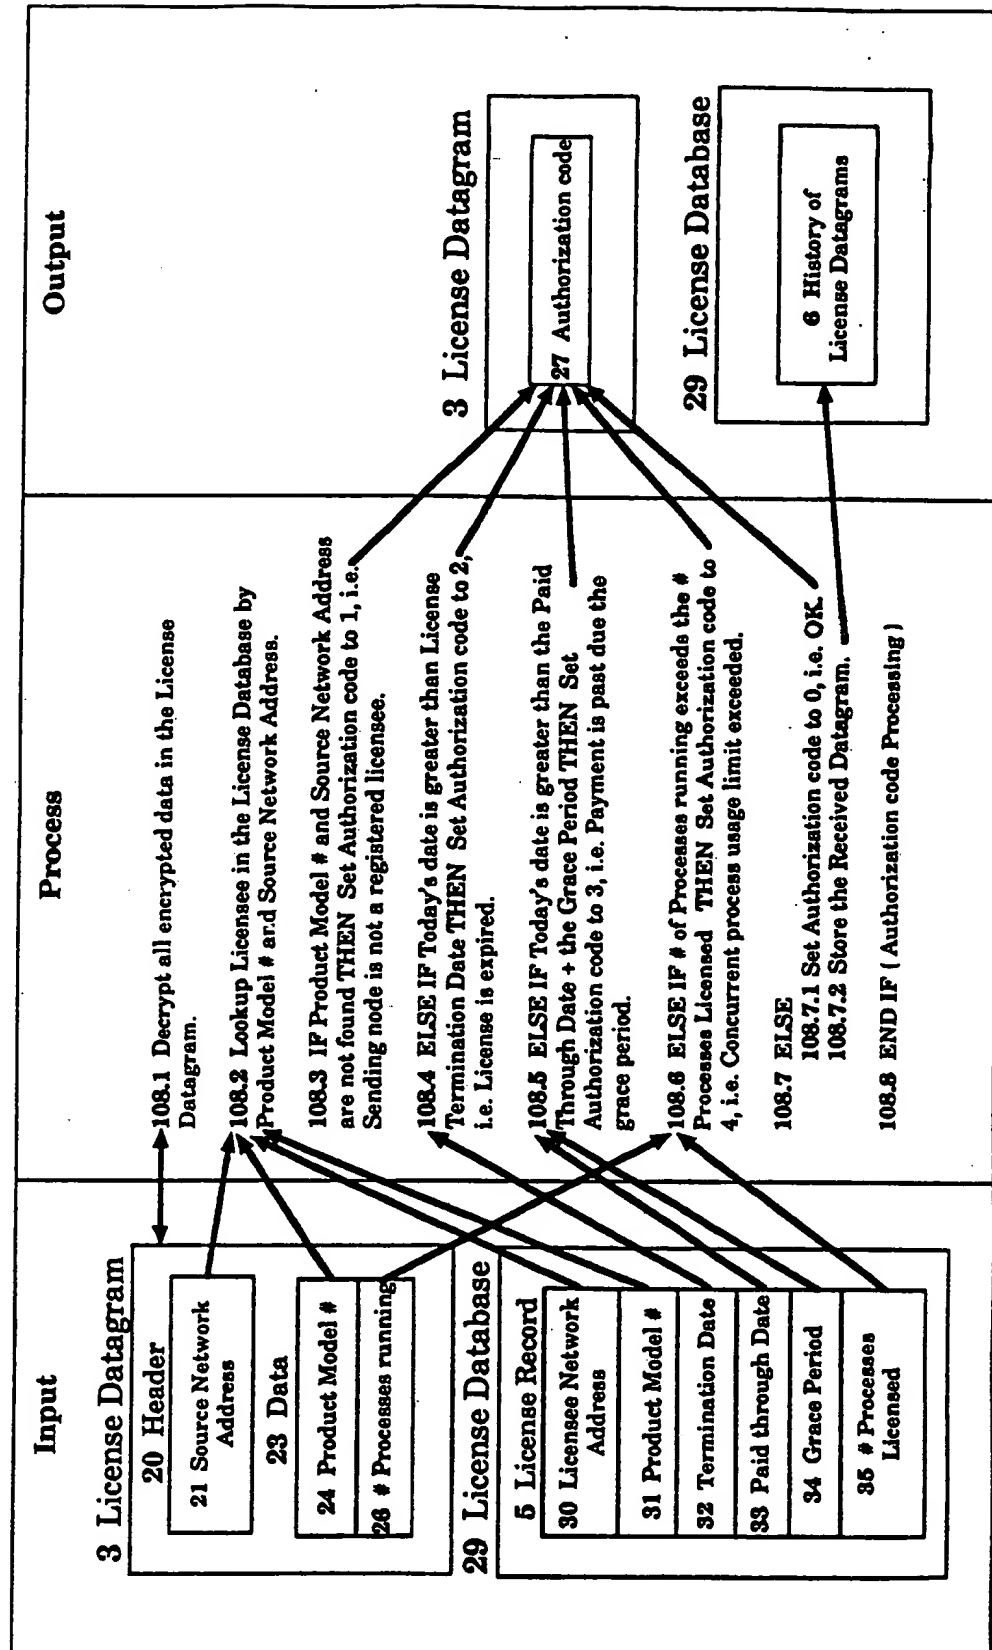 Input
Process
Output
3 License Datagram
20 Header
21 Source Network
Address
23 Data
24 Product Model #
26 # Processes running
29 License Database
5 License Record
30 Licensee Network
Address
31 Product Model #
32 Termination Date
33 Paid through Date
34 Grace Period
35 # Processes
Licensed
108.1 Decrypt all encrypted data in the License
Datagram.
108.2 Lookup Licensee in the License Database by
Product Model # and Source Network Address.
108.3 IF Product Model # and Source Network Address
are not found THEN Set Authorization code to 1, i.e.
Sending node is not a registered licensee.
108.4 ELSE IF Today's date is greater than License
Termination Date THEN Set Authorization code to 2,
i.e. License is expired.
108.5 ELSE IF Today's date is greater than the Paid
Through Date + the Grace Period THEN Set
Authorization code to 3, i.e. Payment is past due the
grace period.
108.6 ELSE IF # of Processes running exceeds the #
Processes Licensed THEN Set Authorization code to
4, i.e. Concurrent process usage limit exceeded.
108.7 ELSE
108.7.1 Set Authorization code to 0, i.e. OK.
108.7.2 Store the Received Datagram.
108.8 END IF ( Authorization code Processing )
3 License Datagram
27 Authorization code
29 License Database
6 History of
License Datagrams